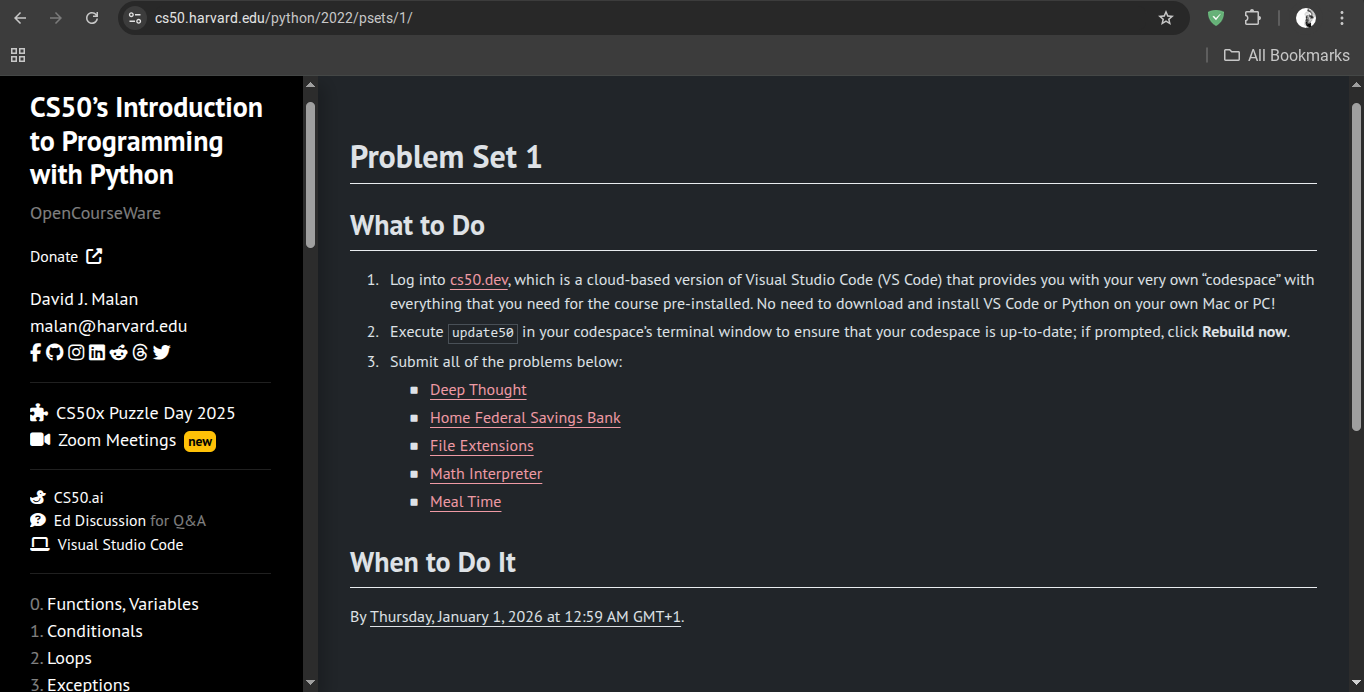 cs50.harvard.edu/python/2022/psets/1/
All Bookmarks
CS50’s Introduction
to Programming
with Python
OpenCourseWare
Donate
David J. Malan
malan@harvard.edu
CS50x Puzzle Day 2025
Zoom Meetings new
CS50.ai
Ed Discussion for Q&A
Visual Studio Code
0. Functions, Variables
1. Conditionals
2. Loops
3. Exceptions
Problem Set 1
What to Do
1. Log into cs50.dev, which is a cloud-based version of Visual Studio Code (VS Code) that provides you with your very own “codespace” with
everything that you need for the course pre-installed. No need to download and install VS Code or Python on your own Mac or PC!
2. Execute update50 in your codespace’s terminal window to ensure that your codespace is up-to-date; if prompted, click Rebuild now.
3. Submit all of the problems below:
Deep Thought
Home Federal Savings Bank
File Extensions
Math Interpreter
Meal Time
When to Do It
By Thursday, January 1, 2026 at 12:59 AM GMT+1.